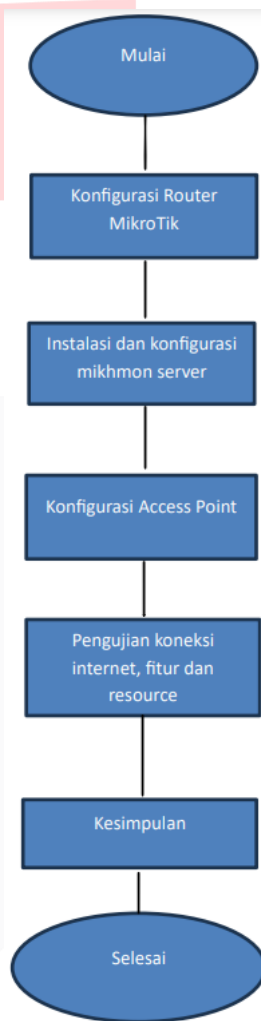 Mulai
Konfigurasi Router
MikroTik
Instalasi dan konfigurasi
mikhmon server
Konfigurasi Access Point
Pengujian koneksi
internet, fitur dan
resource
Kesimpulan
Selesai